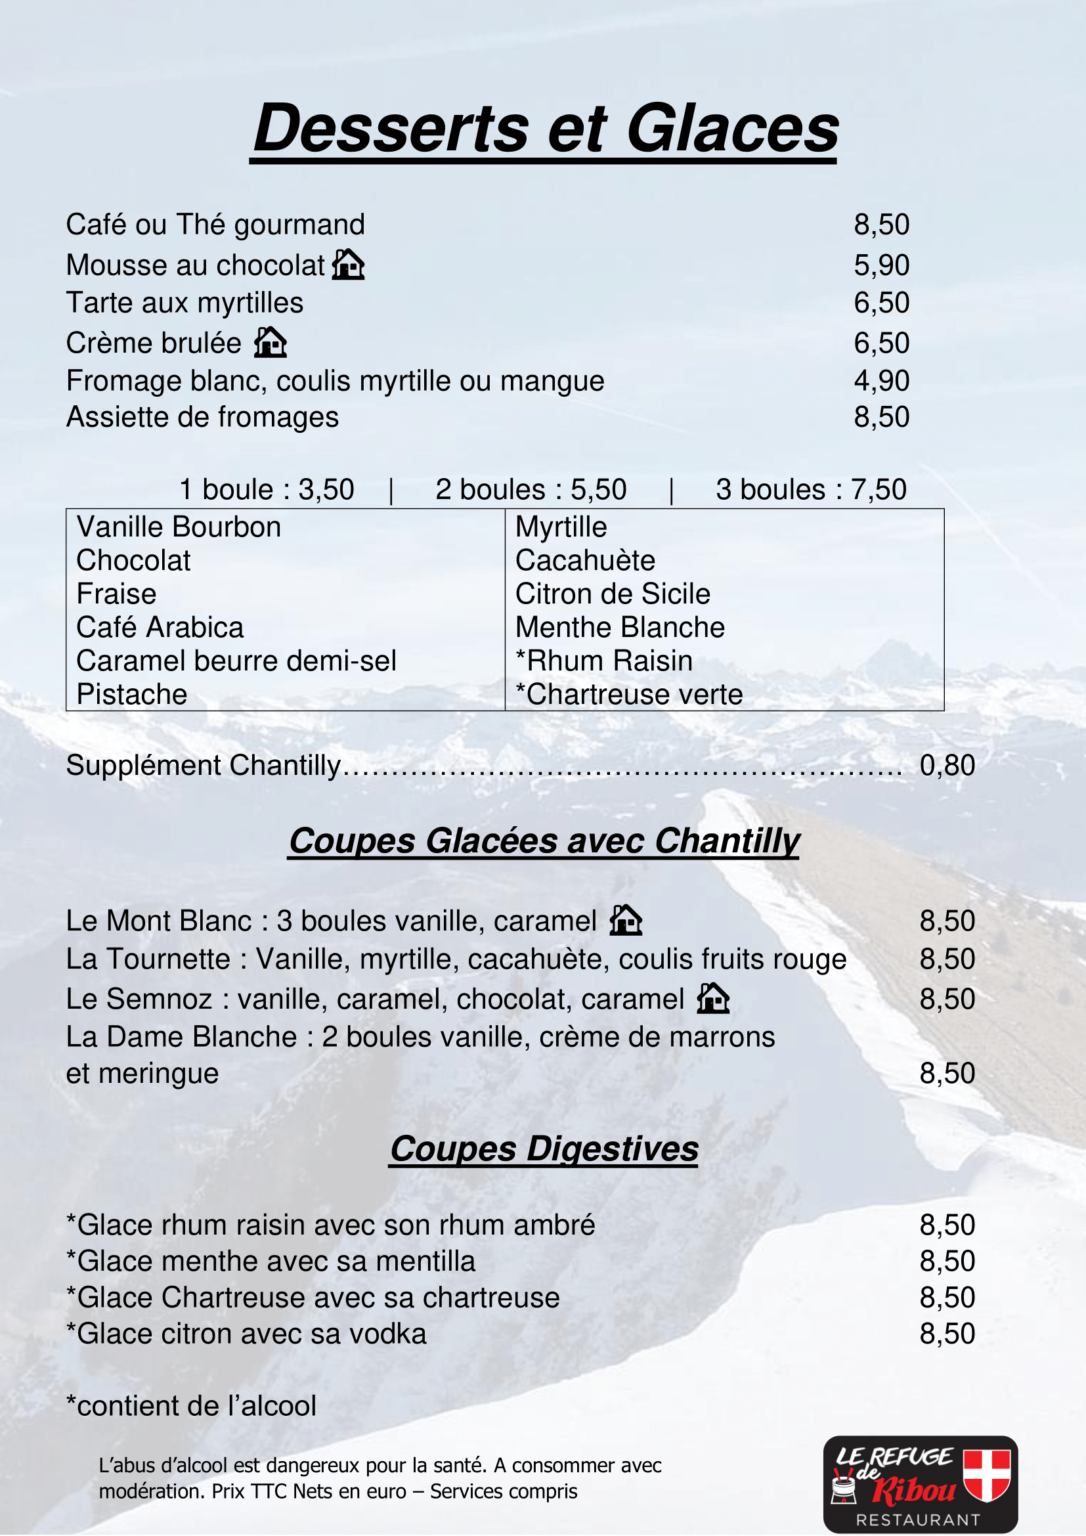 Desserts et Glaces
Café ou Thé gourmand 8,50
Mousse au chocolat 5,90
Tarte aux myrtilles 6,50
Crème brulée 6,50
Fromage blanc, coulis myrtille ou mangue 4,90
Assiette de fromages 8,50
1 boule : 3,50 | 2 boules : 5,50 | 3 boules : 7,50
Vanille Bourbon Myrtille
Chocolat Cacahuète
Fraise Citron de Sicile
Café Arabica Menthe Blanche
Caramel beurre demi-sel *Rhum Raisin
Pistache *Chartreuse verte
Supplément Chantilly…………………………………………………. 0,80
Coupes Glacées avec Chantilly
Le Mont Blanc : 3 boules vanille, caramel 8,50
La Tournette : Vanille, myrtille, cacahuète, coulis fruits rouge 8,50
Le Semnoz : vanille, caramel, chocolat, caramel 8,50
La Dame Blanche : 2 boules vanille, crème de marrons
et meringue 8,50
Coupes Digestives
*Glace rhum raisin avec son rhum ambré 8,50
*Glace menthe avec sa mentilla 8,50
*Glace Chartreuse avec sa chartreuse 8,50
*Glace citron avec sa vodka 8,50
*contient de l’alcool
L’abus d’alcool est dangereux pour la santé. A consommer avec
modération. Prix TTC Nets en euro – Services compris
LE REFUGE
de Ribou
RESTAURANT